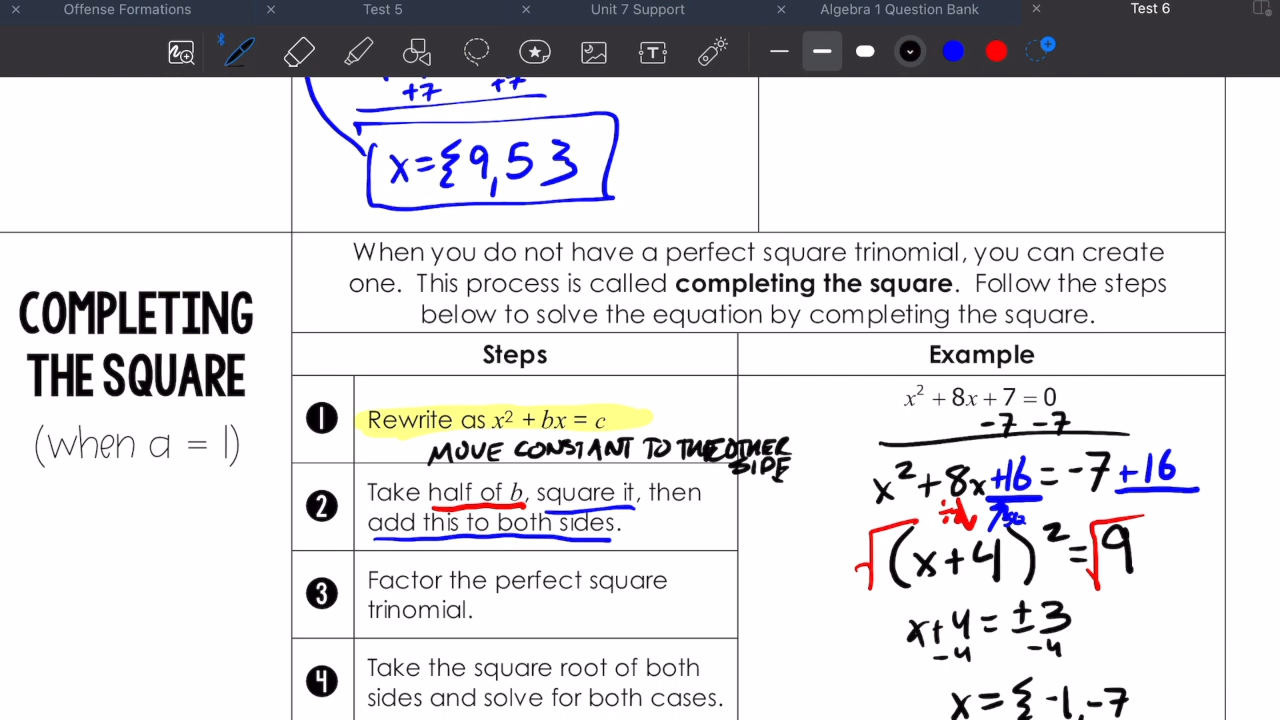 Offense Formations
Test 5
Unit 7 Support
Algebra 1 Question Bank
Test 6
+7 +7
x={9,5}
When you do not have a perfect square trinomial, you can create
one. This process is called completing the square. Follow the steps
below to solve the equation by completing the square.
COMPLETING
THE SQUARE
(when a = 1)
Steps
Example
1
Rewrite as x² + bx = c
MOVE CONSTANT TO THE OTHER
SIDE
2
Take half of b, square it, then
add this to both sides.
3
Factor the perfect square
trinomial.
4
Take the square root of both
sides and solve for both cases.
x² + 8x + 7 = 0
-7 -7
x²+8x+16=-7+16
√(x+4)²=√9
x+4=±3
-4 -4
x={-1,-7